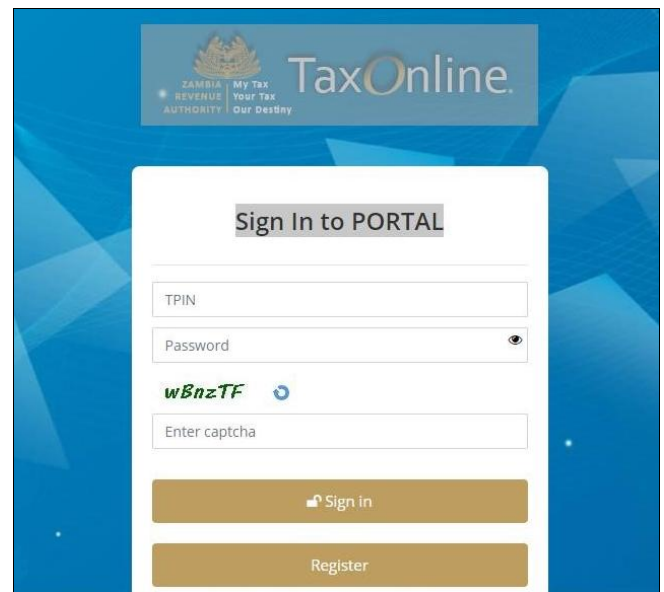 ZAMBIA
REVENUE
AUTHORITY
My Tax
Your Tax
Our Destiny
TaxOnline.
Sign In to PORTAL
TPIN
Password
wBnzTF
Enter captcha
Sign in
Register